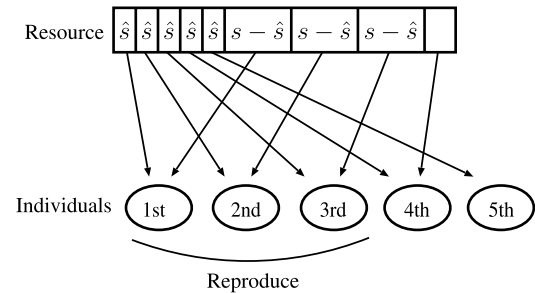 Resource ŝ ŝ ŝ ŝ ŝ s − ŝ s − ŝ s − ŝ
Individuals 1st 2nd 3rd 4th 5th
Reproduce